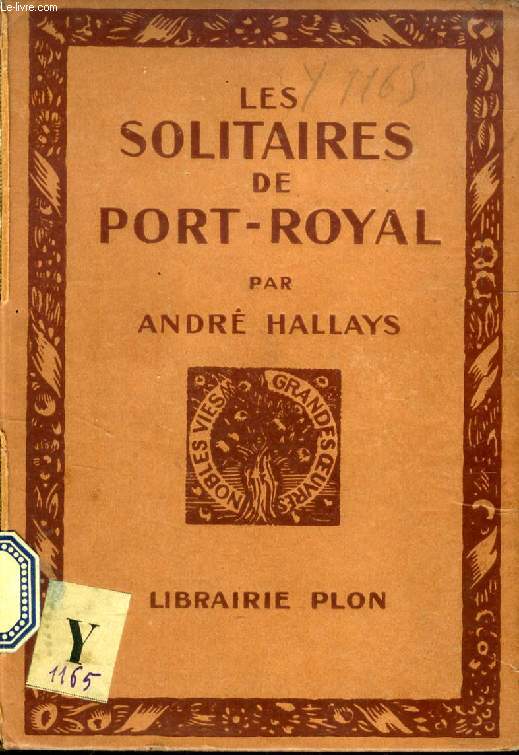 Le-livre.com
Y 1165
LES
SOLITAIRES
DE
PORT-ROYAL
PAR
ANDRÉ HALLAYS
NOBLES VIES GRANDES ŒUVRES
LIBRAIRIE PLON
Y
1165